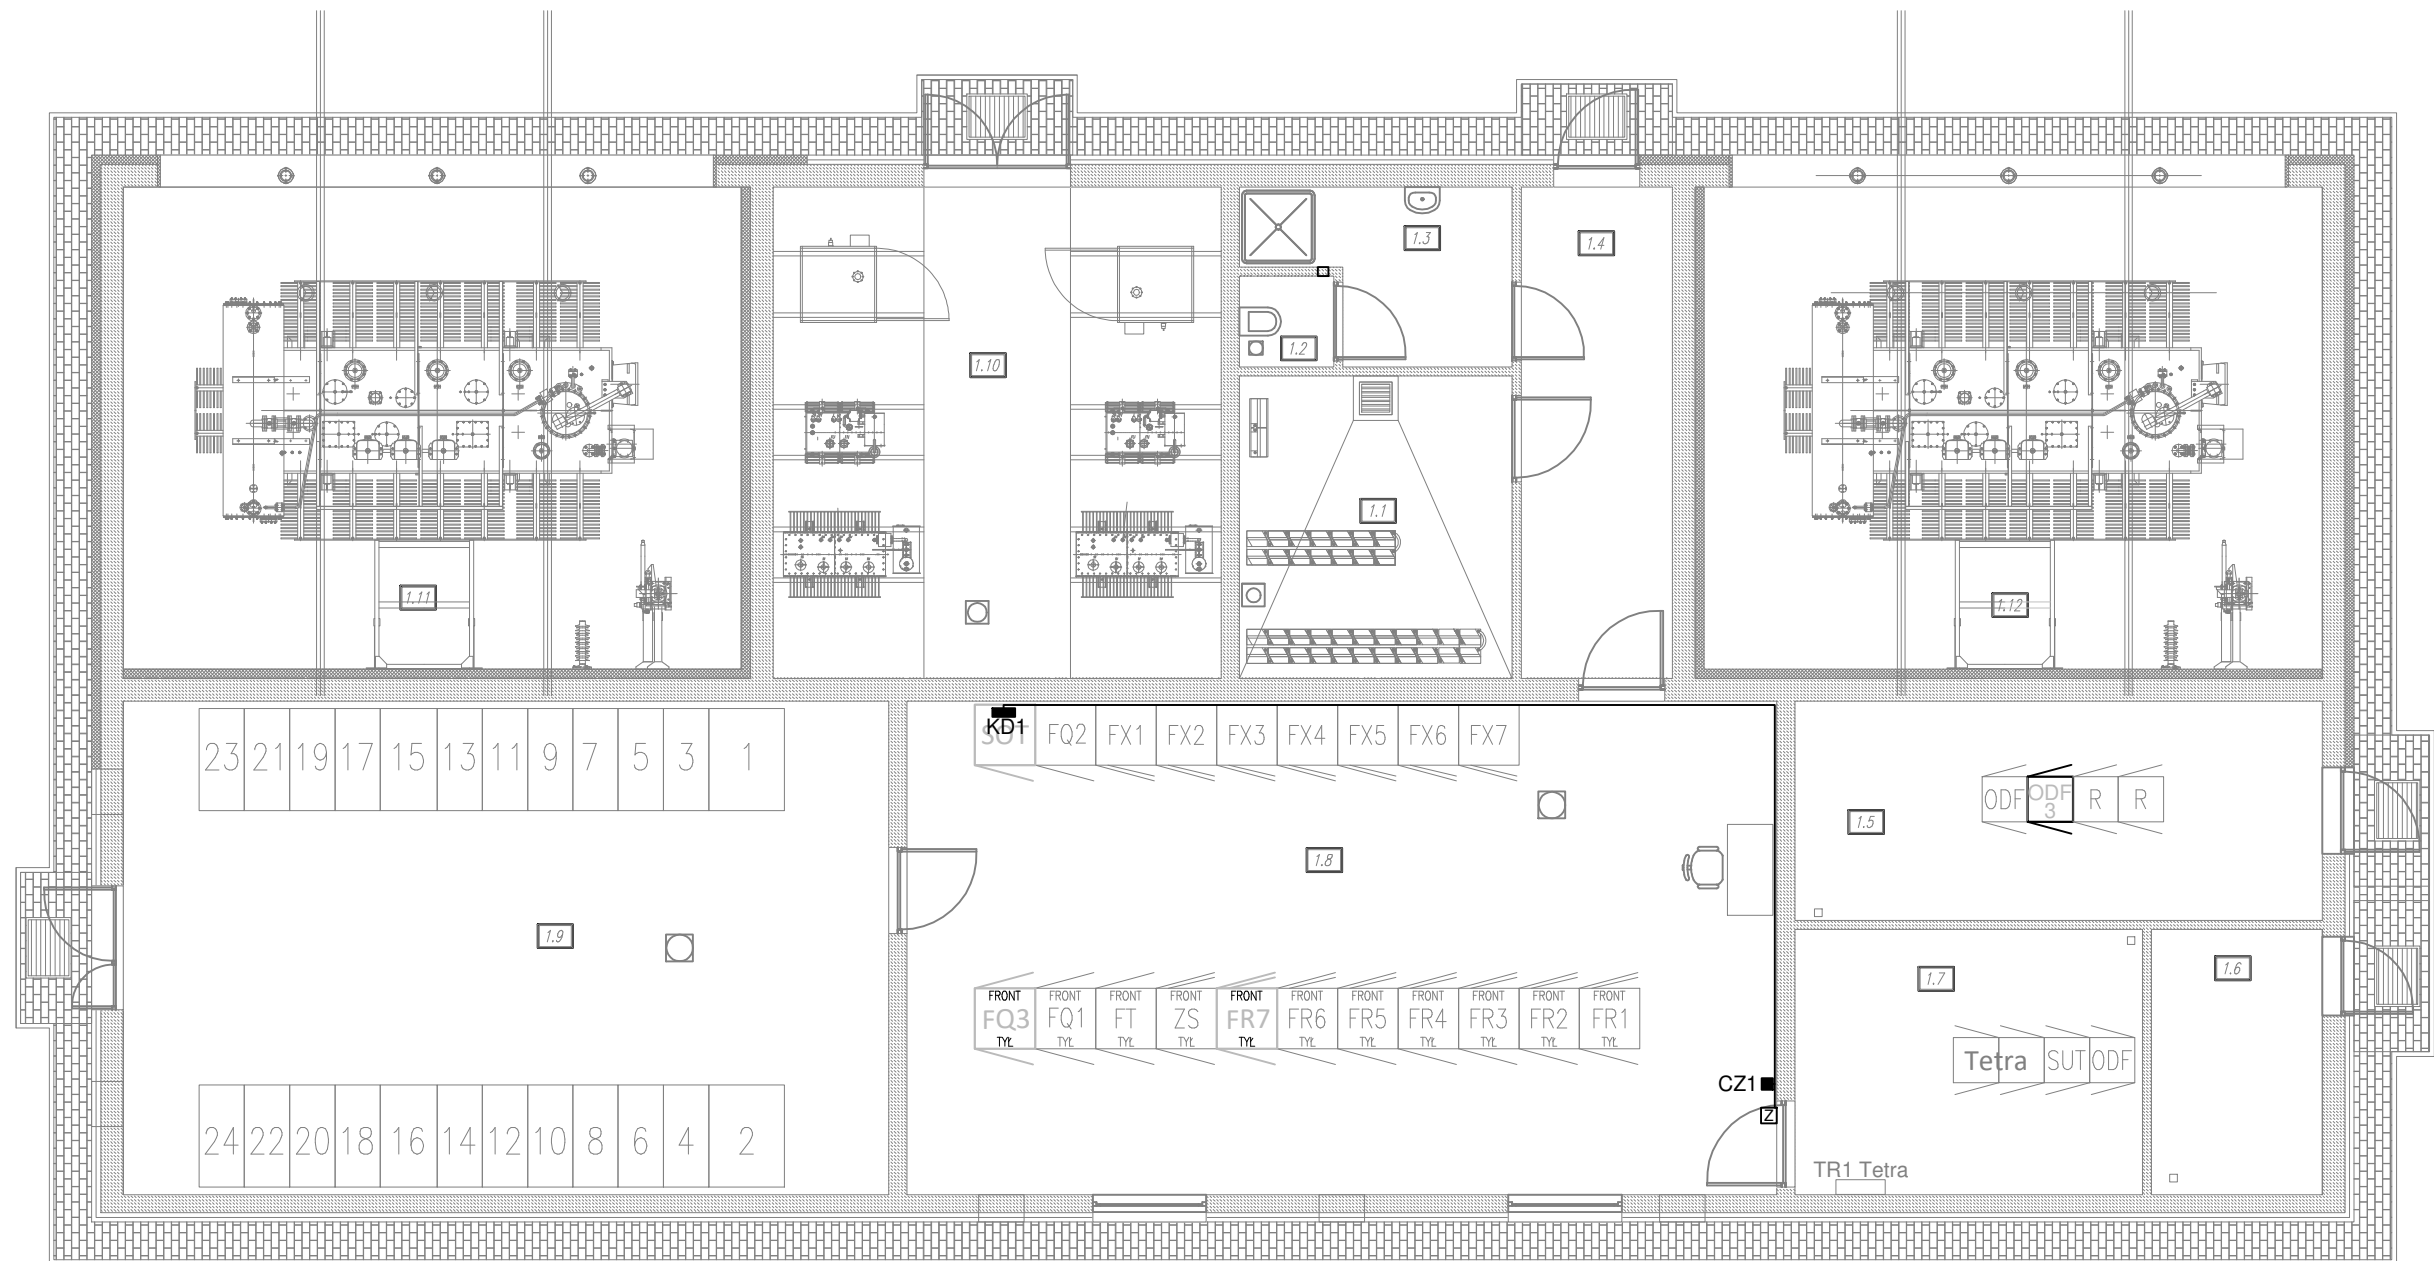 1.3
1.4
1.2
1.10
1.1
1.11
1.12
KD1
SOT FQ2 FX1 FX2 FX3 FX4 FX5 FX6 FX7
23 21 19 17 15 13 11 9 7 5 3 1
ODF ODF R R
3
1.5
1.8
1.9
1.6
1.7
FRONT FRONT FRONT FRONT FRONT FRONT FRONT FRONT FRONT FRONT FRONT
FQ3 FQ1 FT ZS FR7 FR6 FR5 FR4 FR3 FR2 FR1
TYŁ TYŁ TYŁ TYŁ TYŁ TYŁ TYŁ TYŁ TYŁ TYŁ TYŁ
Tetra SUT ODF
CZ1
Z
24 22 20 18 16 14 12 10 8 6 4 2
TR1 Tetra